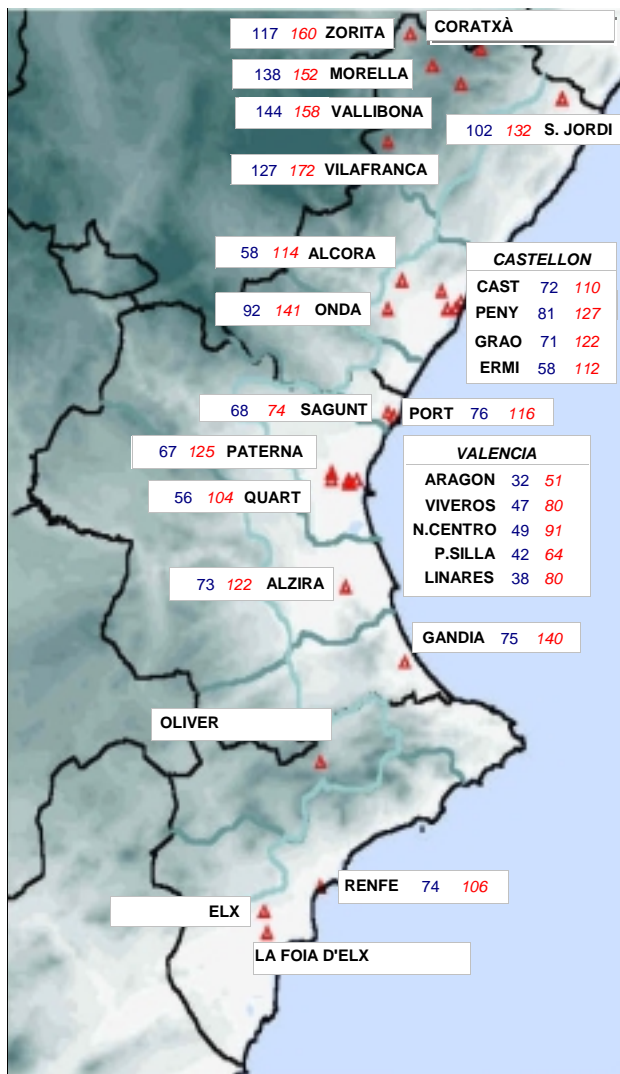 117 160 ZORITA
CORATXÀ
138 152 MORELLA
144 158 VALLIBONA
102 132 S. JORDI
127 172 VILAFRANCA
58 114 ALCORA
CASTELLON
CAST 72 110
PENY 81 127
GRAO 71 122
ERMI 58 112
92 141 ONDA
68 74 SAGUNT
PORT 76 116
67 125 PATERNA
56 104 QUART
VALENCIA
ARAGON 32 51
VIVEROS 47 80
N.CENTRO 49 91
P.SILLA 42 64
LINARES 38 80
73 122 ALZIRA
GANDIA 75 140
OLIVER
RENFE 74 106
ELX
LA FOIA D'ELX